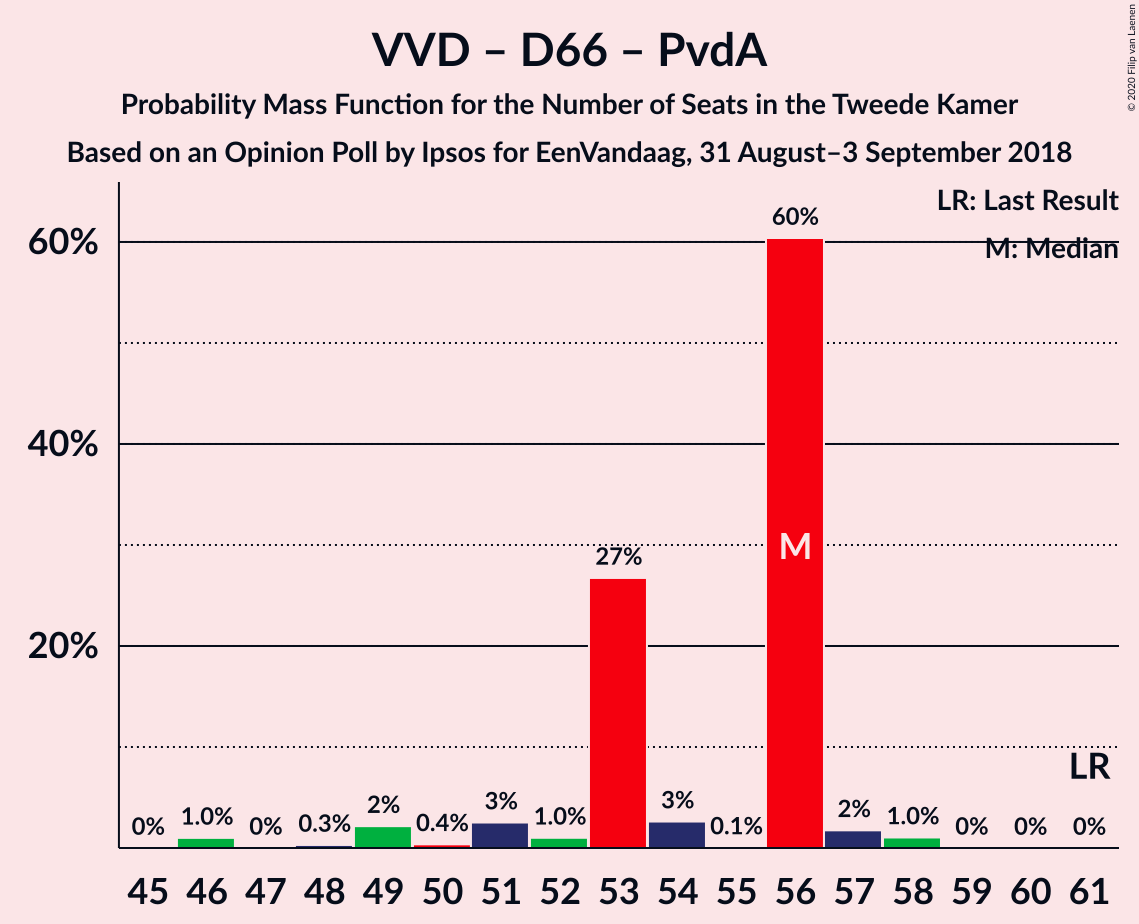 VVD – D66 – PvdA
Probability Mass Function for the Number of Seats in the Tweede Kamer
Based on an Opinion Poll by Ipsos for EenVandaag, 31 August–3 September 2018
© 2020 Filip van Laenen
LR: Last Result
M: Median
60%
40%
20%
0% 1.0% 0% 0.3% 2% 0.4% 3% 1.0% 27% 3% 0.1% 60% 2% 1.0% 0% 0% 0%
M
LR
45 46 47 48 49 50 51 52 53 54 55 56 57 58 59 60 61